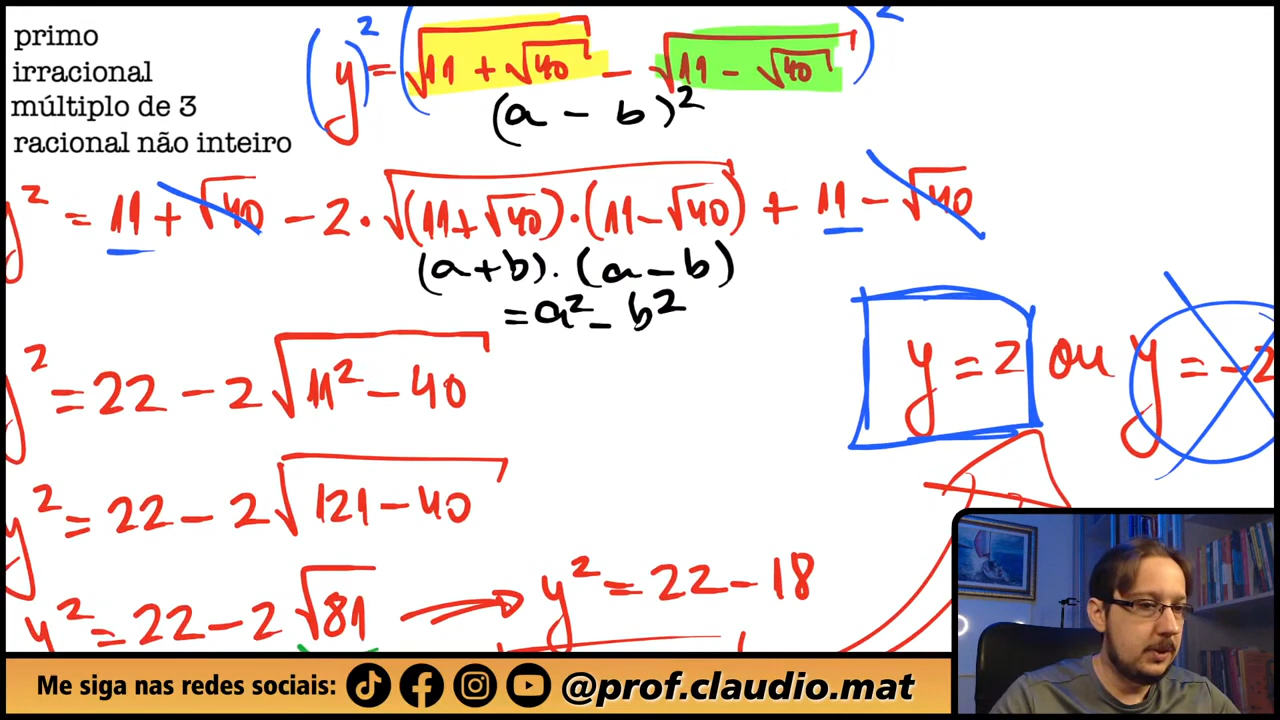 primo
irracional
múltiplo de 3
racional não inteiro
(y)² = (√(11 + √40) − √(11 − √40))²
(a − b)²
y² = 11 + √40 − 2 · √((11 + √40) · (11 − √40)) + 11 − √40
(a + b) · (a − b)
= a² − b²
y² = 22 − 2 √(11² − 40)
y = 2 ou y = −2
y² = 22 − 2 √(121 − 40)
y² = 22 − 2 √81
y² = 22 − 18
Me siga nas redes sociais: @prof.claudio.mat